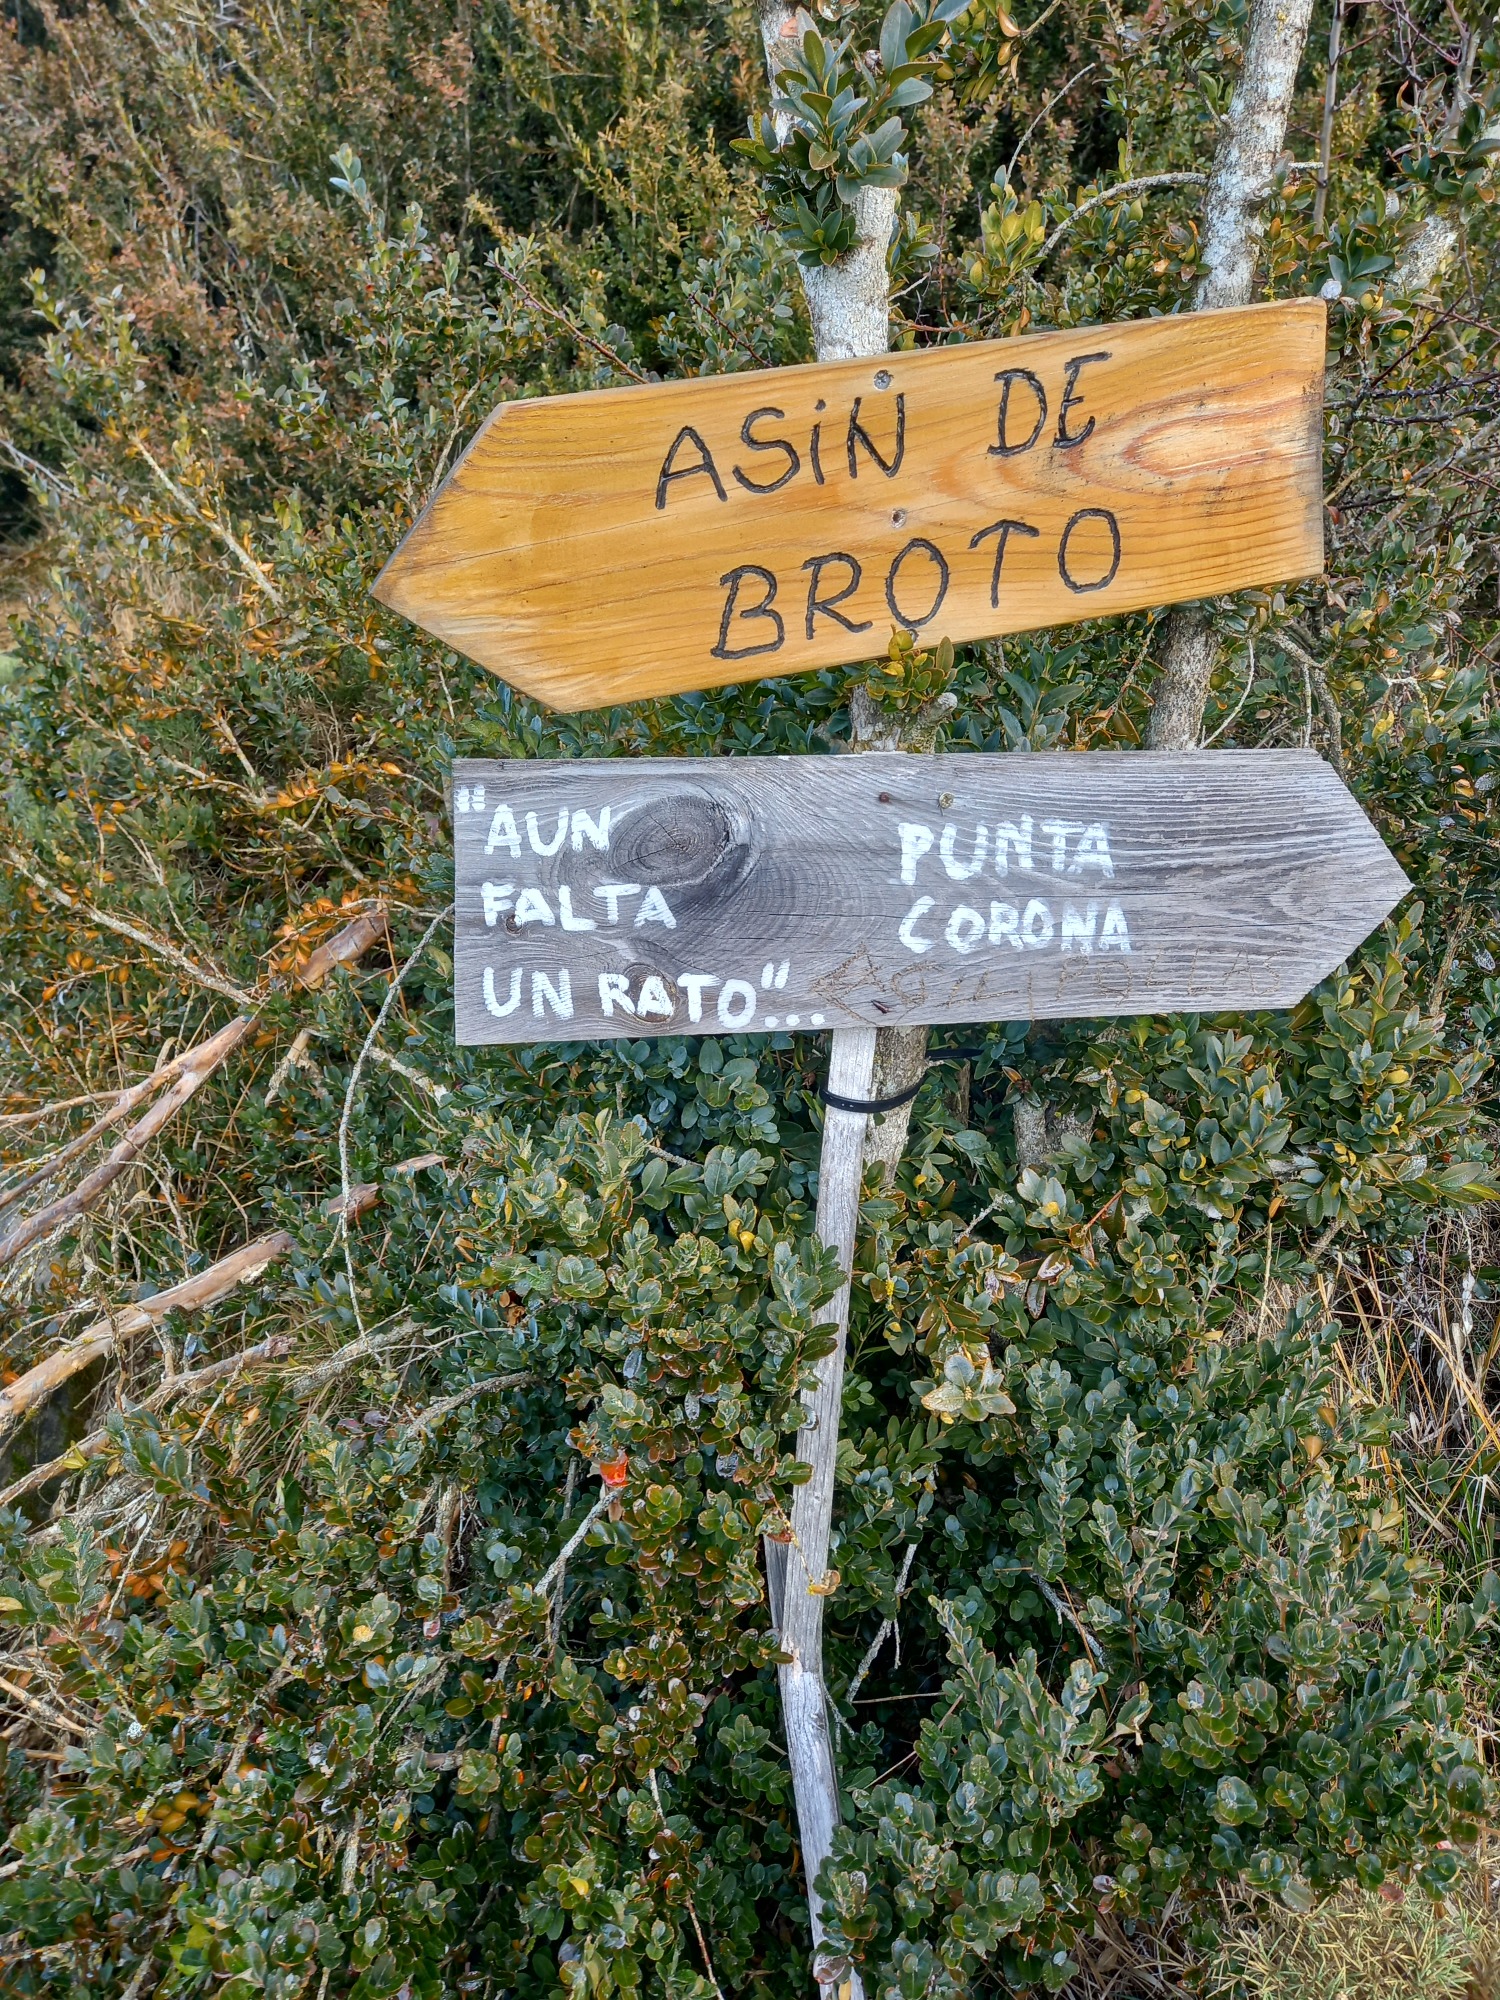 ASiN DE
BROTO
"AUN
FALTA
UN RATO"...
PUNTA
CORONA